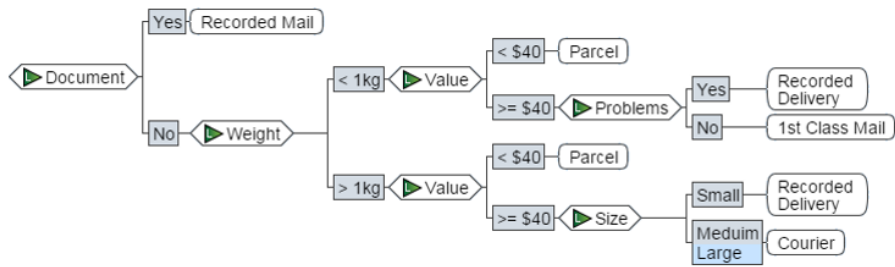 Yes
Recorded Mail
Document
No
Weight
< 1kg
Value
< $40
Parcel
>= $40
Problems
Yes
Recorded
Delivery
No
1st Class Mail
> 1kg
Value
< $40
Parcel
>= $40
Size
Small
Recorded
Delivery
Meduim
Large
Courier